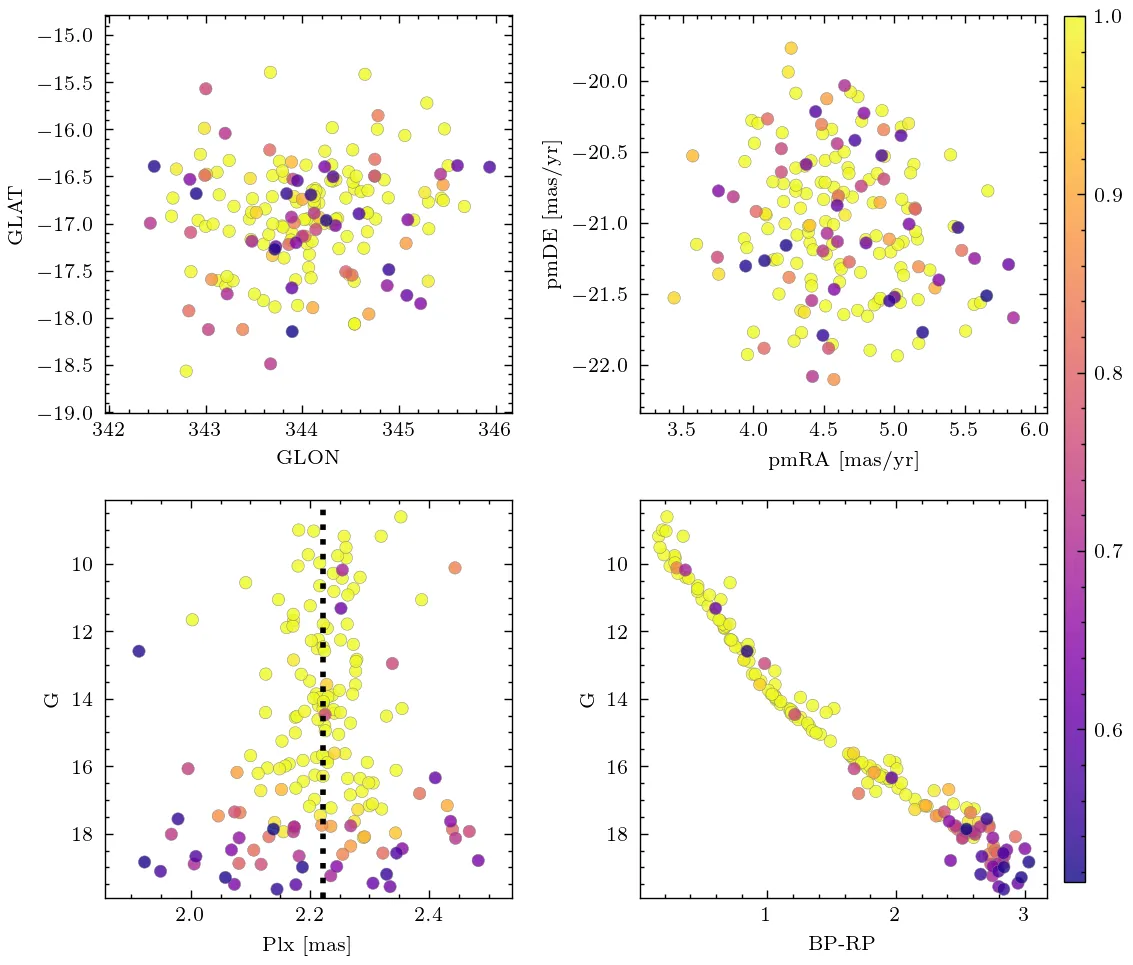 −15.0
−15.5
−16.0
−16.5
−17.0
−17.5
−18.0
−18.5
−19.0
GLAT
342 343 344 345 346
GLON
−20.0
−20.5
−21.0
−21.5
−22.0
pmDE [mas/yr]
3.5 4.0 4.5 5.0 5.5 6.0
pmRA [mas/yr]
1.0
0.9
0.8
0.7
0.6
10
12
14
16
18
G
2.0 2.2 2.4
Plx [mas]
10
12
14
16
18
G
1 2 3
BP-RP